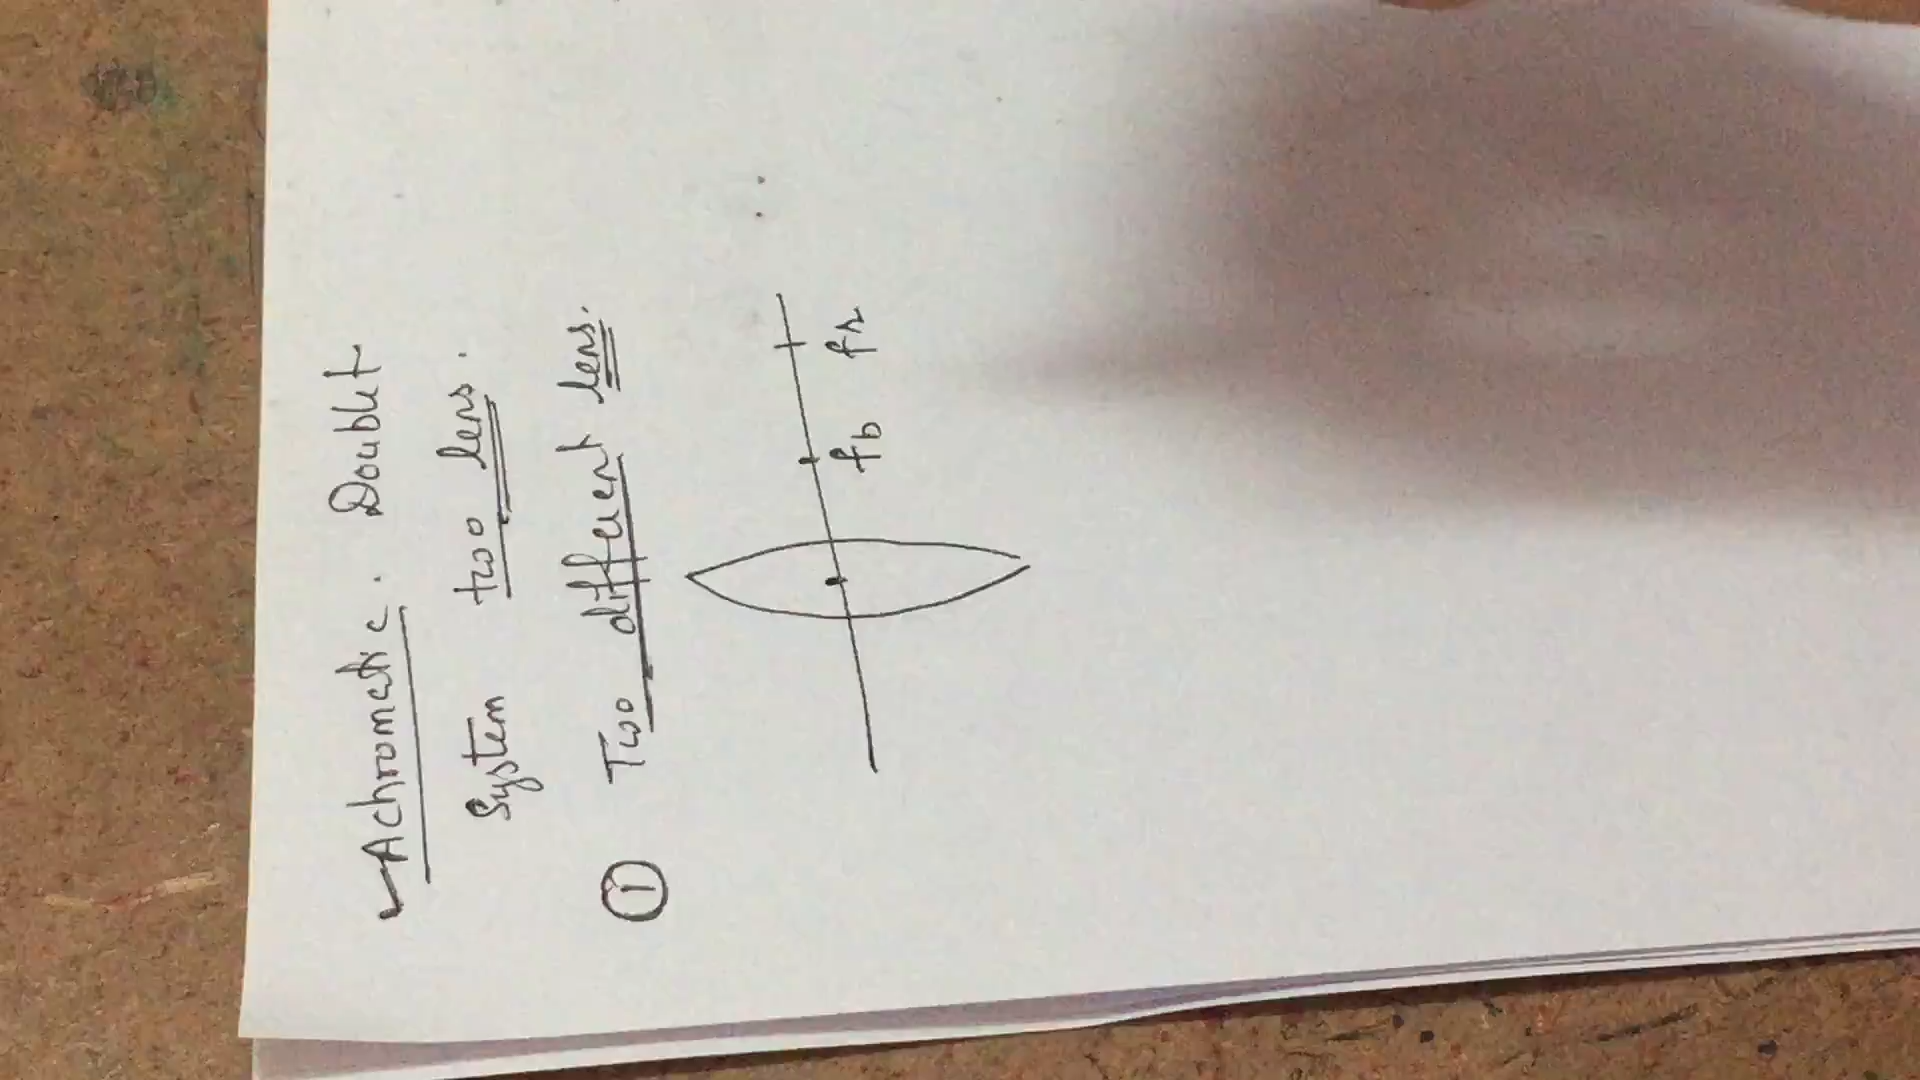 Achromatic. Doublet
System two lens.
① Two different lens.
fb fr